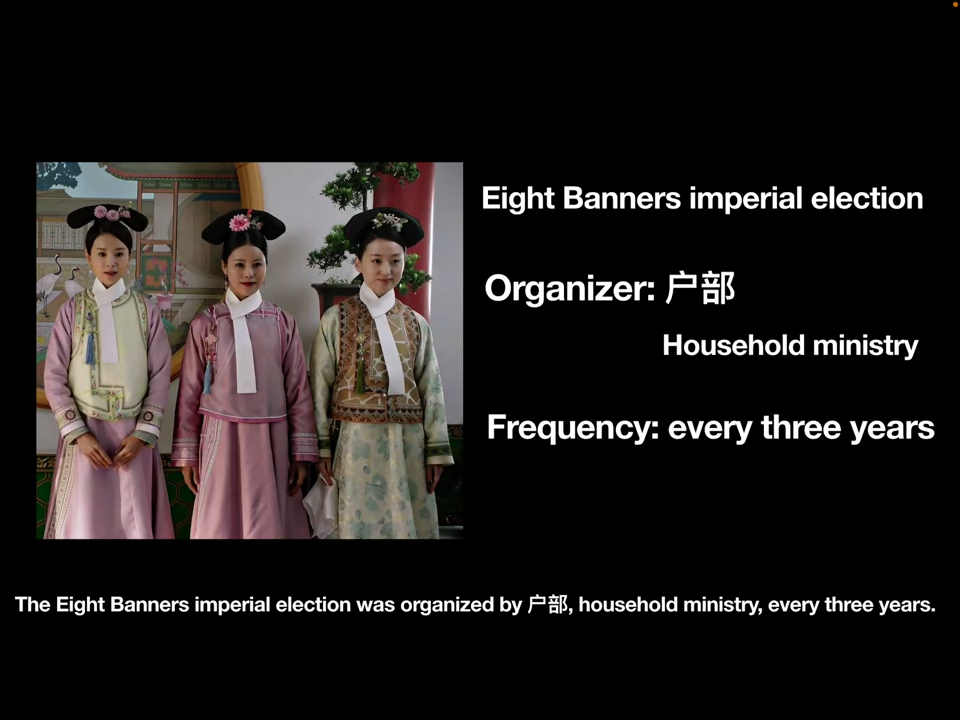 Eight Banners imperial election
Organizer: 户部
Household ministry
Frequency: every three years
The Eight Banners imperial election was organized by 户部, household ministry, every three years.